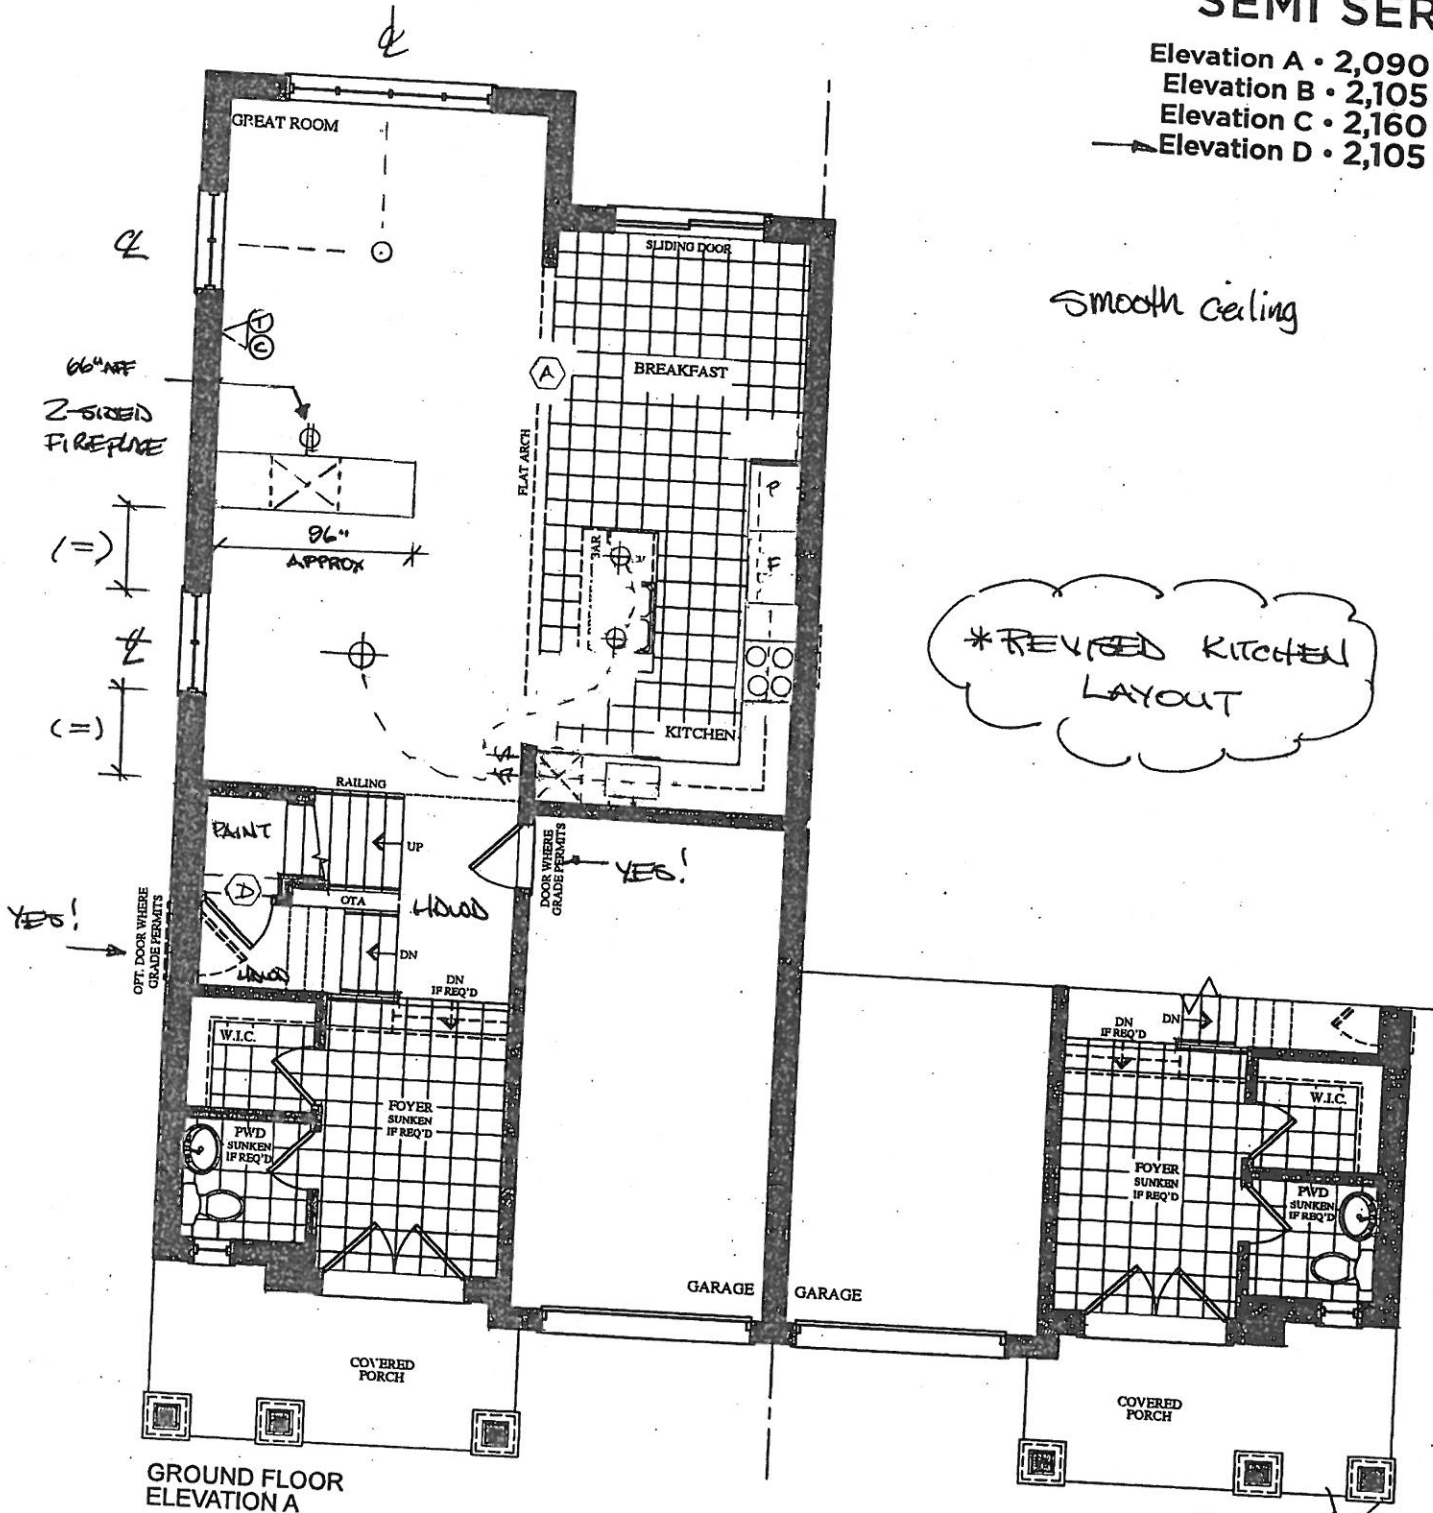 SEMI SER
Elevation A • 2,090
Elevation B • 2,105
Elevation C • 2,160
Elevation D • 2,105
GREAT ROOM
SLIDING DOOR
smooth ceiling
T
C
66" AFF
2-SIDED
FIREPLACE
A
BREAKFAST
FLAT ARCH
P
F
BAR
96"
APPROX
(=)
(=)
*REVISED KITCHEN
LAYOUT
KITCHEN
RAILING
PAINT
UP
DOOR WHERE
GRADE PERMITS
YES!
D
OTA
HDWD
YES!
OPT. DOOR WHERE
GRADE PERMITS
DN
HDWD
DN
IF REQ'D
W.I.C.
FOYER
SUNKEN
IF REQ'D
PWD
SUNKEN
IF REQ'D
DN
IF REQ'D
DN
W.I.C.
FOYER
SUNKEN
IF REQ'D
PWD
SUNKEN
IF REQ'D
GARAGE
GARAGE
COVERED
PORCH
COVERED
PORCH
GROUND FLOOR
ELEVATION A